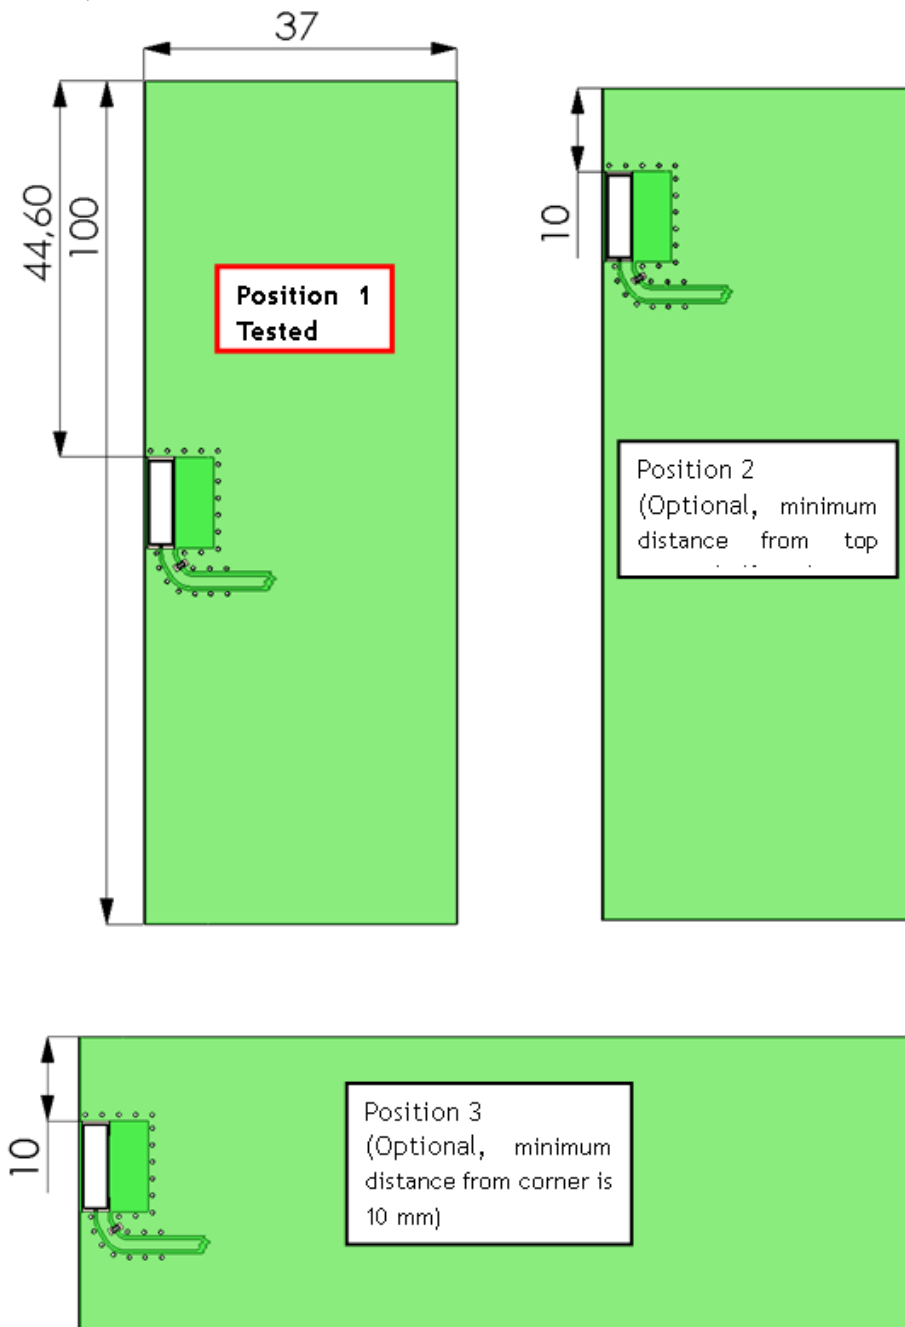 37
44,60
100
10
Position 1
Tested
Position 2
(Optional, minimum
distance from top
10
Position 3
(Optional, minimum
distance from corner is
10 mm)